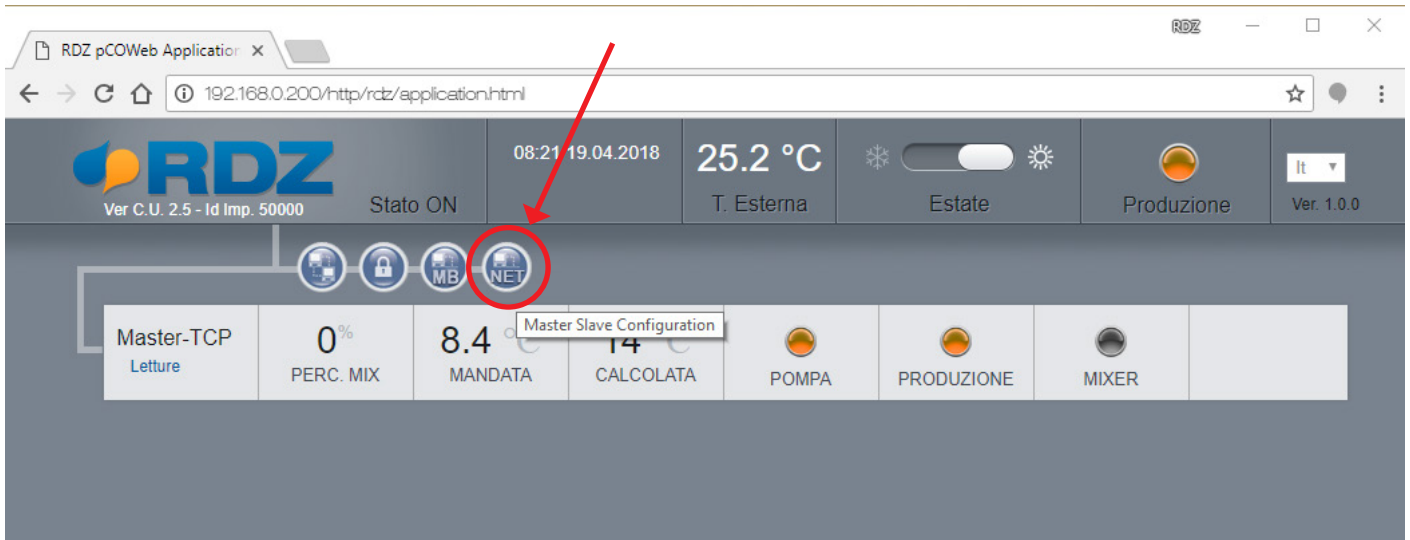 RDZ pCOWeb Application
RDZ
192.168.0.200/http/rdz/application.html
RDZ
Ver C.U. 2.5 - Id Imp. 50000
Stato ON
08:21 19.04.2018
25.2 °C
T. Esterna
Estate
Produzione
It
Ver. 1.0.0
MB
NET
Master Slave Configuration
Master-TCP
Letture
0%
PERC. MIX
8.4 °C
MANDATA
14 °C
CALCOLATA
POMPA
PRODUZIONE
MIXER